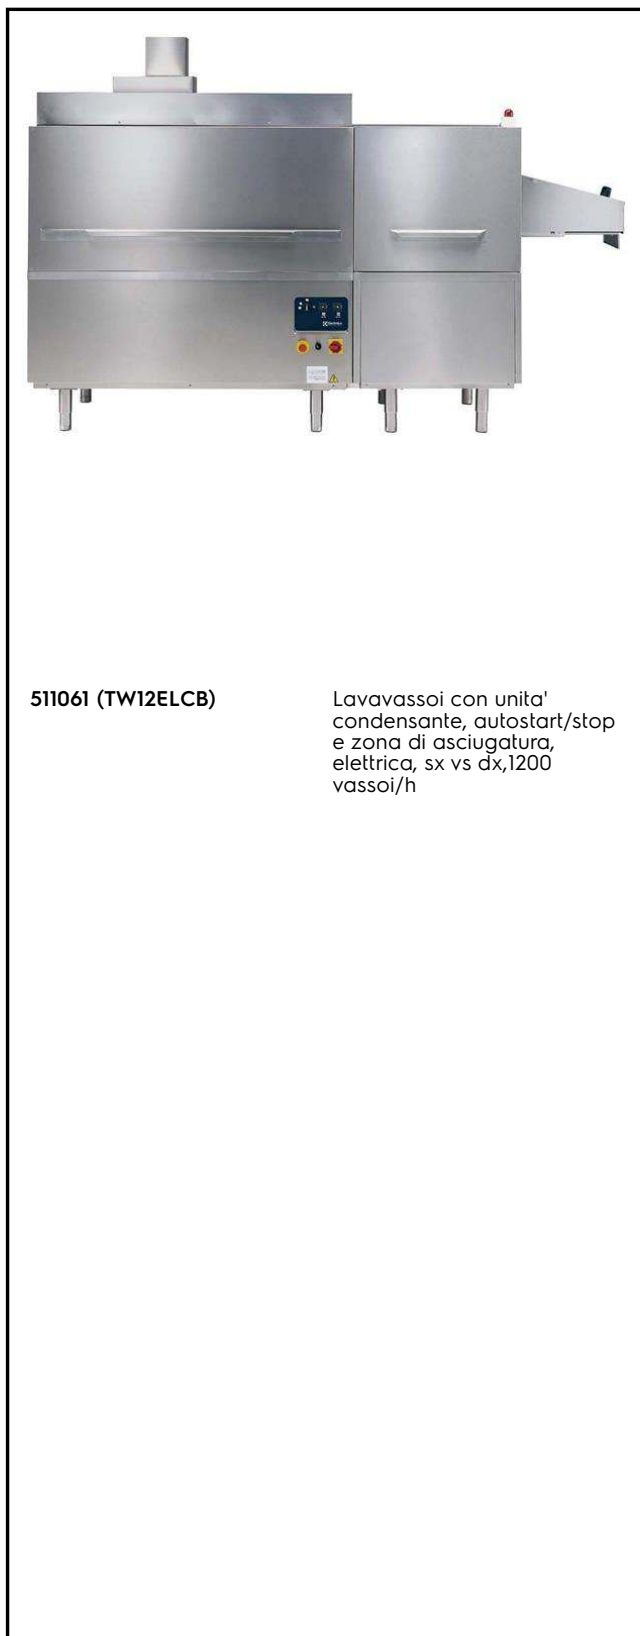 511061 (TW12ELCB)
Lavavassoi con unita'
condensante, autostart/stop
e zona di asciugatura,
elettrica, sx vs dx,1200
vassoi/h